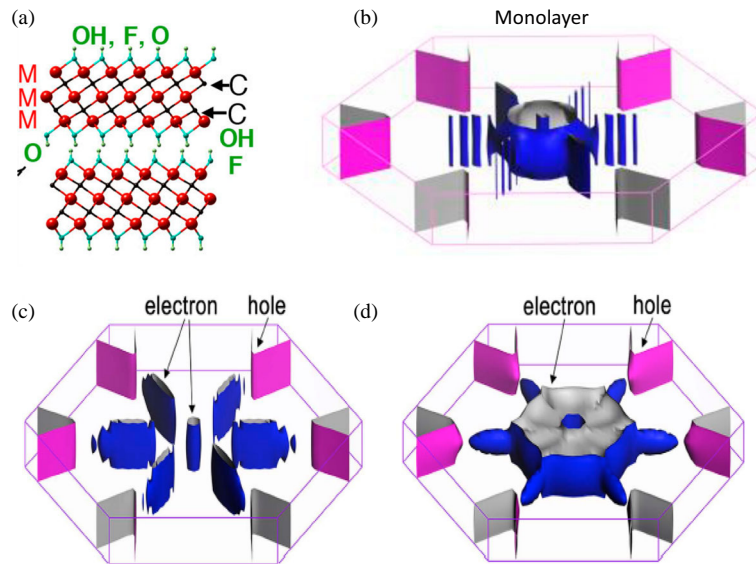 (a)
OH, F, O
M
M
M
C
C
OH
F
O
(b)
Monolayer
(c)
electron
hole
(d)
electron
hole